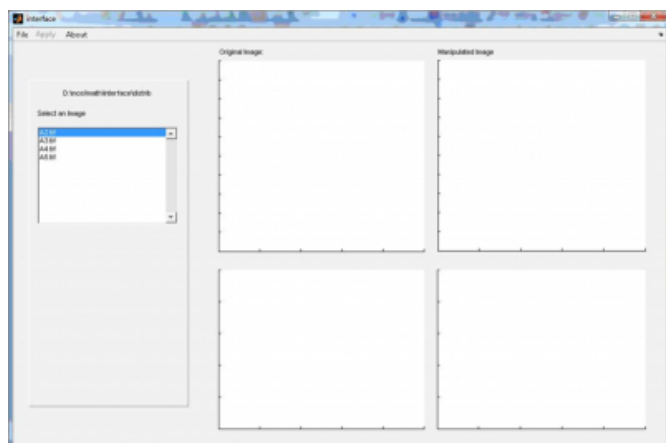 interface
File Apply About
Original Image:
Manipulated Image
Select an Image
A2.tif
A3.tif
A4.tif
A5.tif